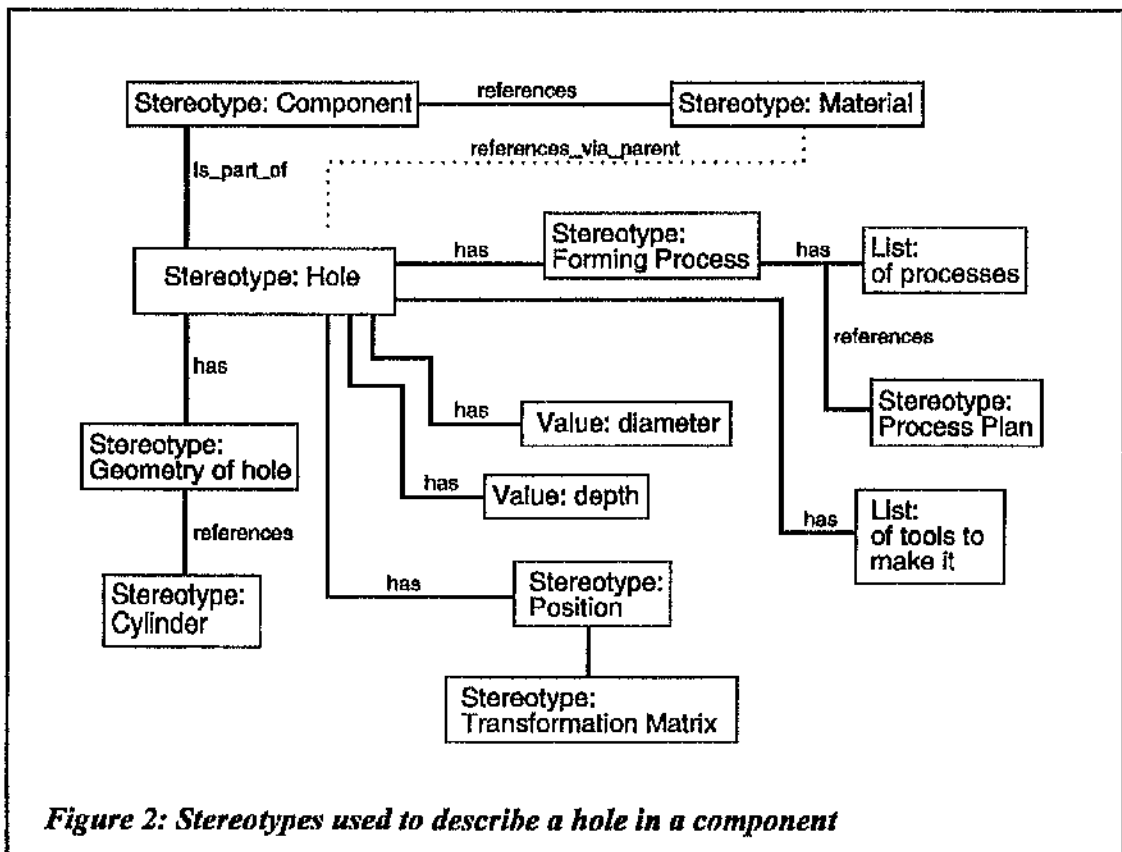 Stereotype: Component
references
Stereotype: Material
references_via_parent
Is_part_of
Stereotype: Hole
has
Stereotype:
Forming Process
has
List:
of processes
references
Stereotype:
Process Plan
has
Stereotype:
Geometry of hole
has
Value: diameter
has
Value: depth
has
List:
of tools to
make it
references
Stereotype:
Cylinder
has
Stereotype:
Position
Stereotype:
Transformation Matrix
Figure 2: Stereotypes used to describe a hole in a component